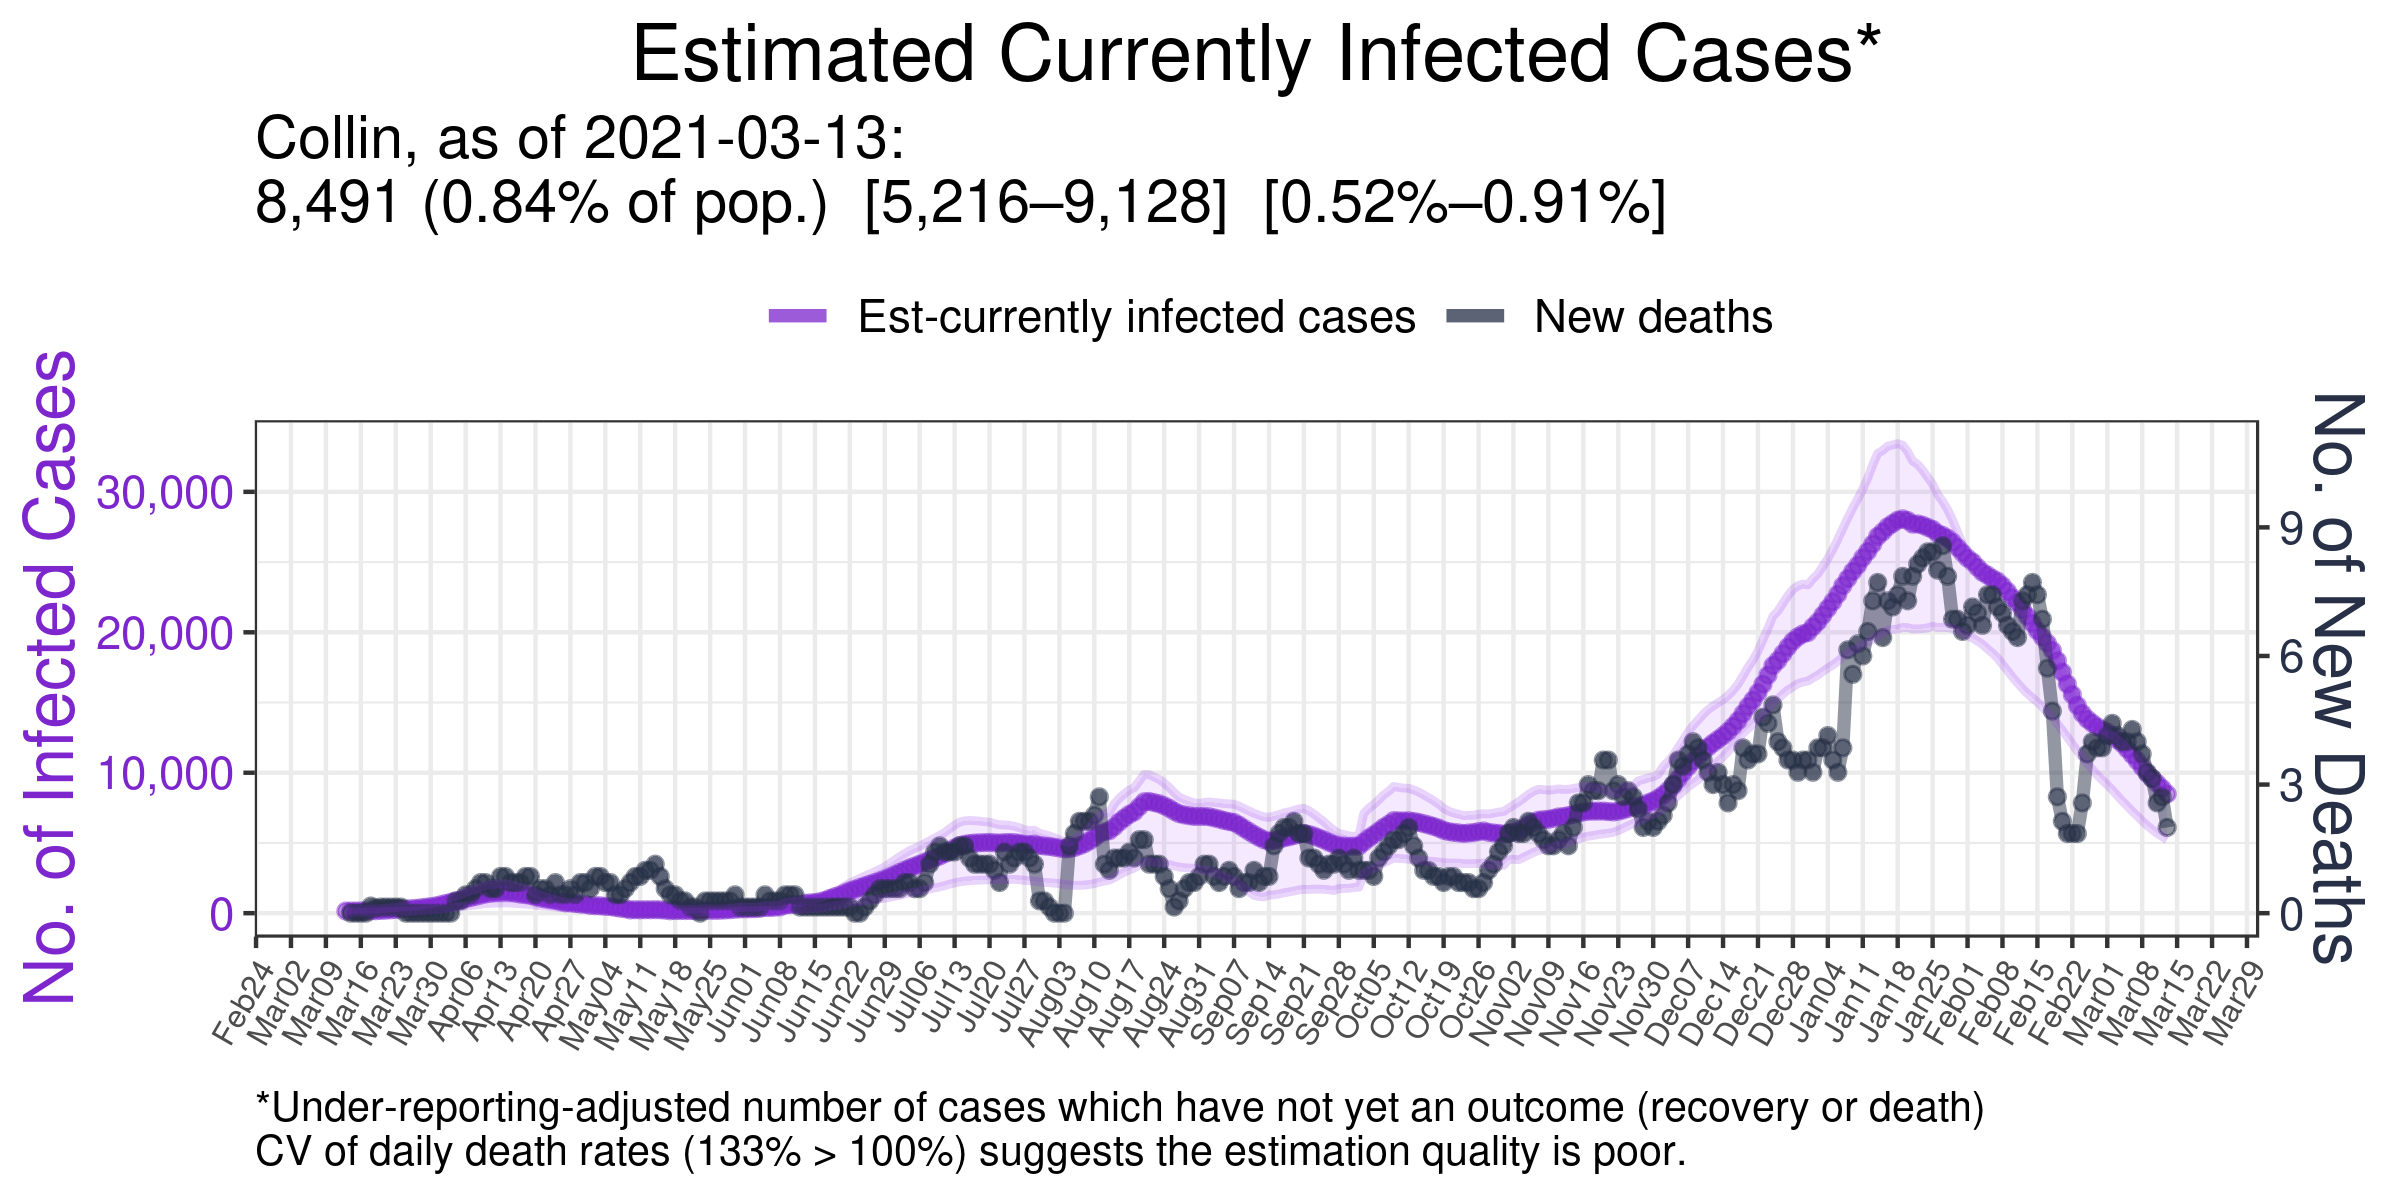 Estimated Currently Infected Cases*
Collin, as of 2021-03-13:
8,491 (0.84% of pop.)  [5,216–9,128]  [0.52%–0.91%]
Est-currently infected cases
New deaths
No. of Infected Cases
30,000
20,000
10,000
0
9
6
3
0
No. of New Deaths
Feb24
Mar02
Mar09
Mar16
Mar23
Mar30
Apr06
Apr13
Apr20
Apr27
May04
May11
May18
May25
Jun01
Jun08
Jun15
Jun22
Jun29
Jul06
Jul13
Jul20
Jul27
Aug03
Aug10
Aug17
Aug24
Aug31
Sep07
Sep14
Sep21
Sep28
Oct05
Oct12
Oct19
Oct26
Nov02
Nov09
Nov16
Nov23
Nov30
Dec07
Dec14
Dec21
Dec28
Jan04
Jan11
Jan18
Jan25
Feb01
Feb08
Feb15
Feb22
Mar01
Mar08
Mar15
Mar22
Mar29
*Under-reporting-adjusted number of cases which have not yet an outcome (recovery or death)
CV of daily death rates (133% > 100%) suggests the estimation quality is poor.